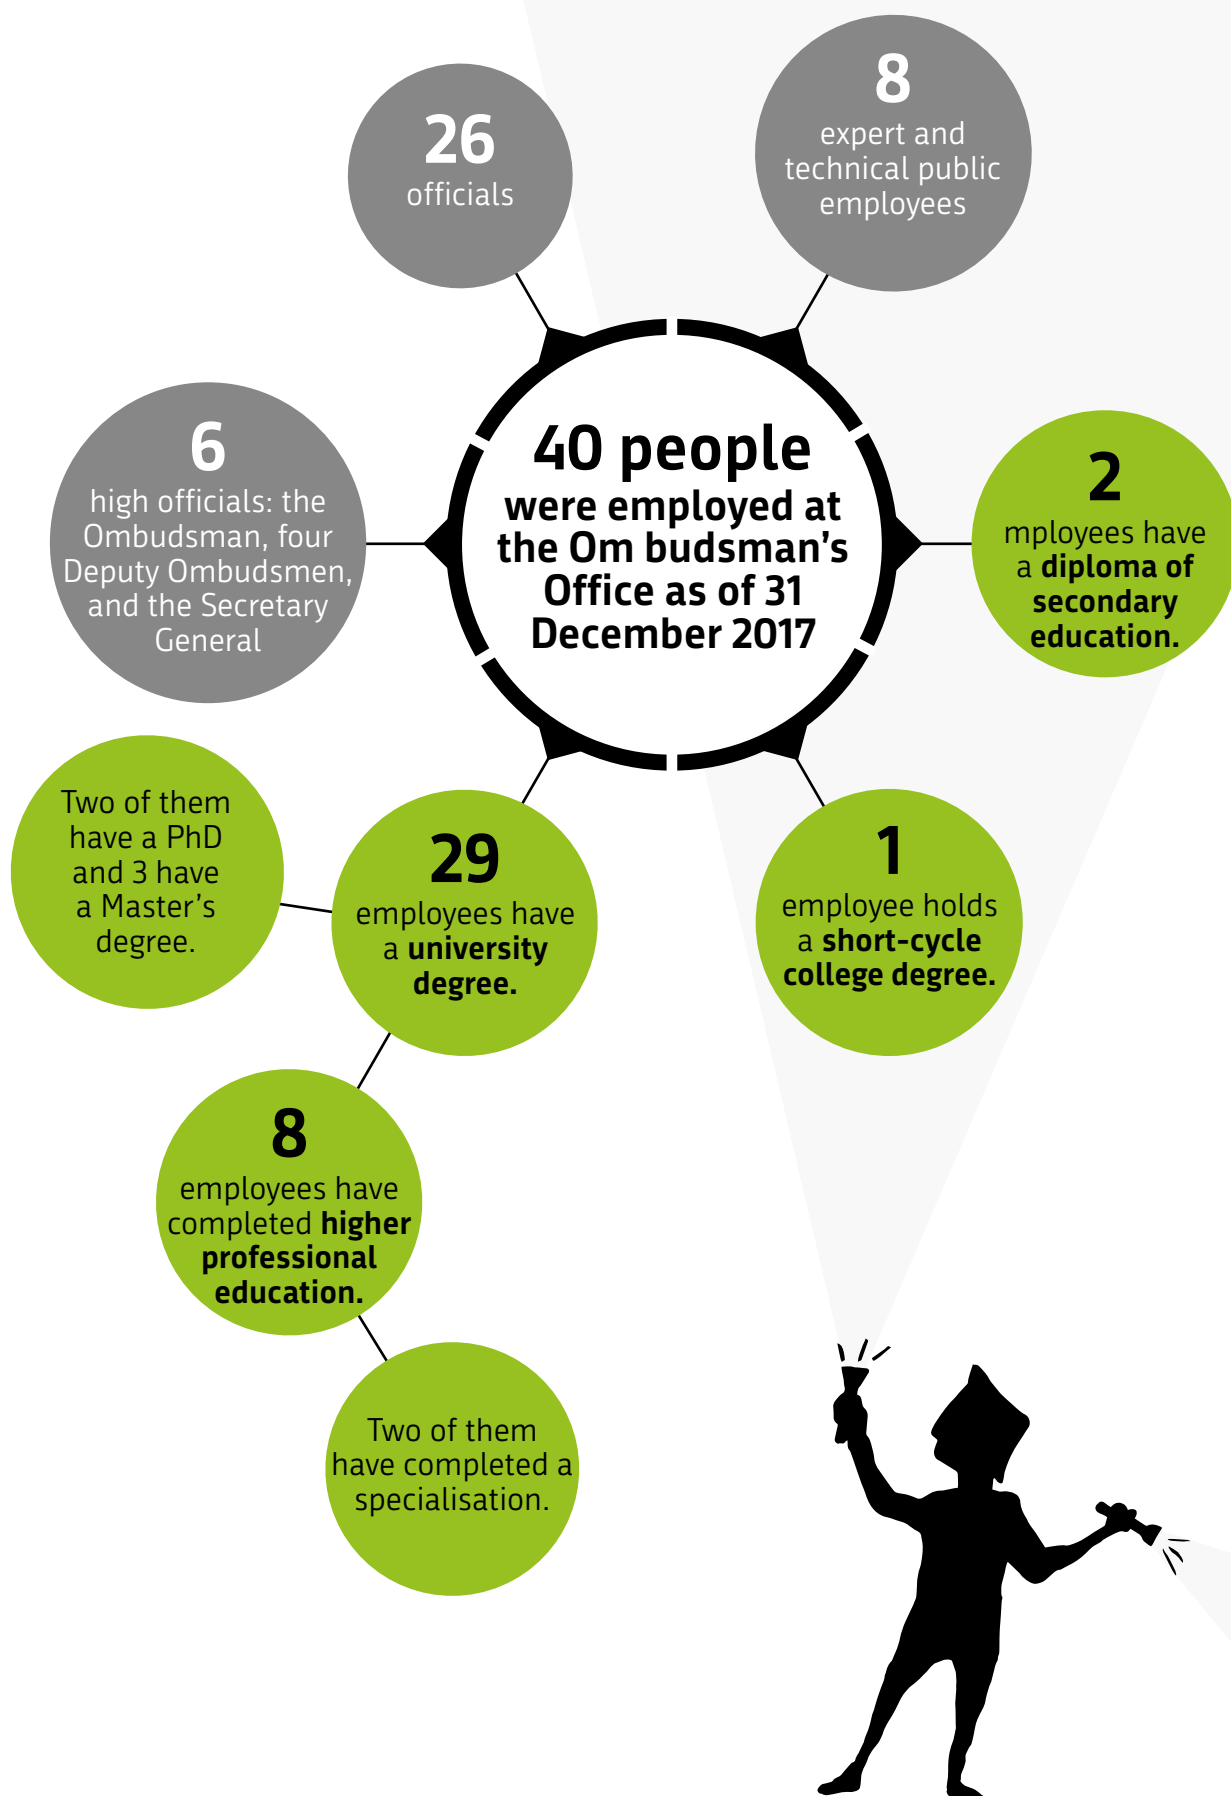 26
officials
8
expert and
technical public
employees
6
high officials: the
Ombudsman, four
Deputy Ombudsmen,
and the Secretary
General
40 people
were employed at
the Om budsman’s
Office as of 31
December 2017
2
mployees have
a diploma of
secondary
education.
Two of them
have a PhD
and 3 have
a Master’s
degree.
29
employees have
a university
degree.
1
employee holds
a short-cycle
college degree.
8
employees have
completed higher
professional
education.
Two of them
have completed a
specialisation.